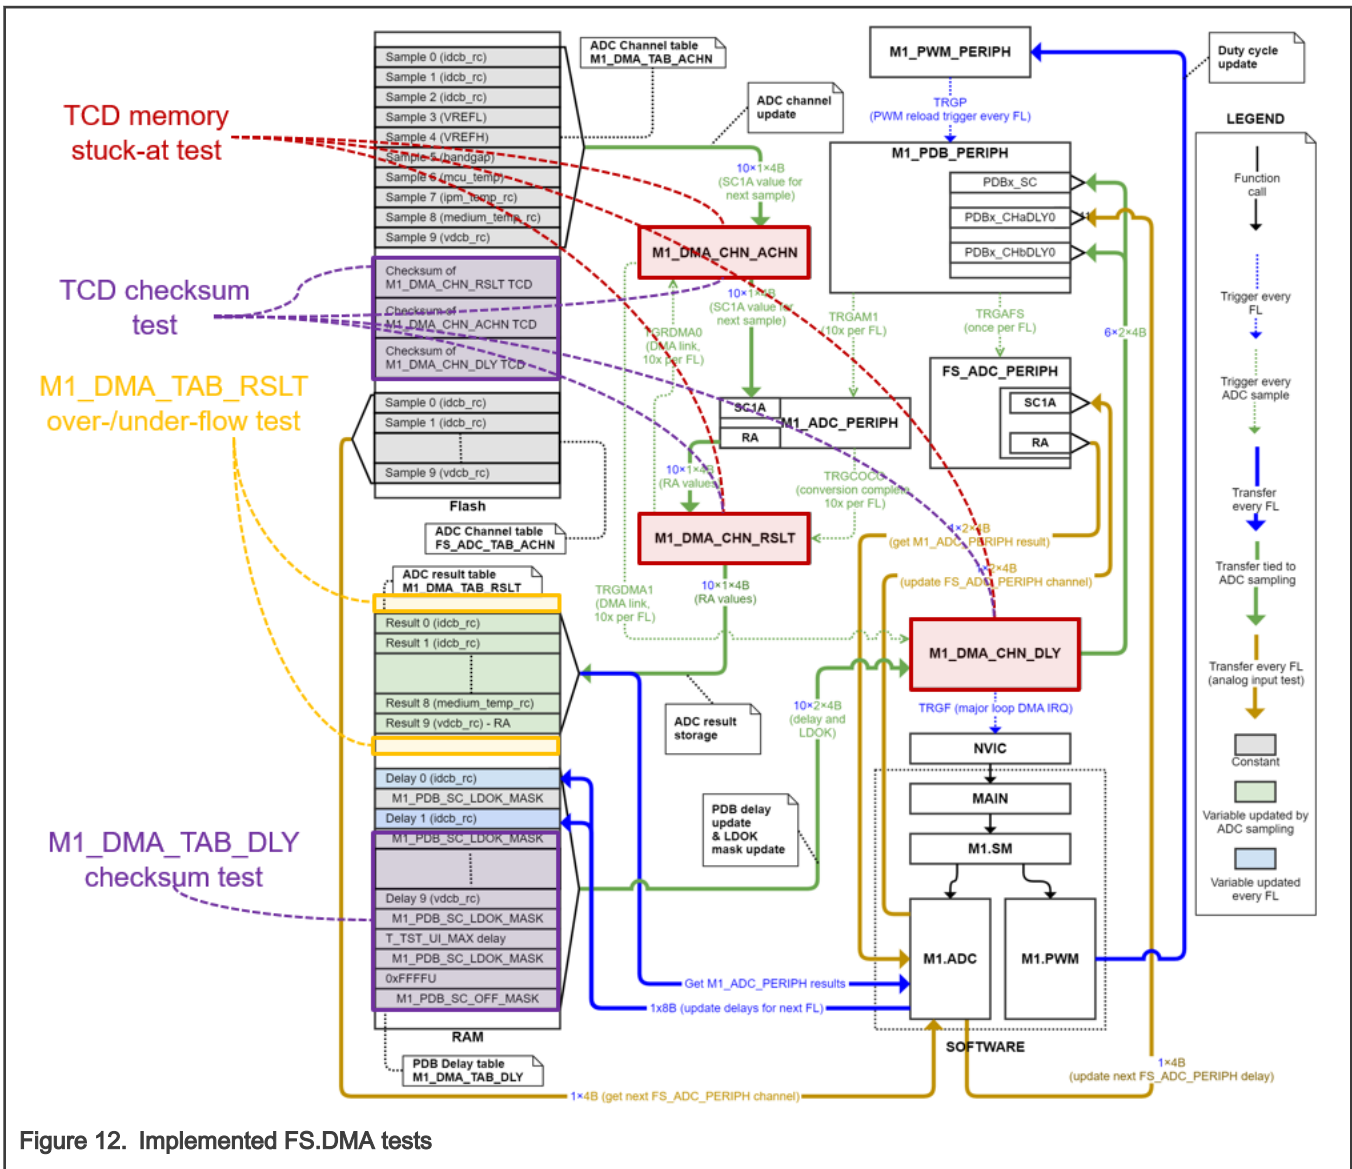 TCD memory
stuck-at test
TCD checksum
test
M1_DMA_TAB_RSLT
over-/under-flow test
M1_DMA_TAB_DLY
checksum test
Sample 0 (idcb_rc)
Sample 1 (idcb_rc)
Sample 2 (idcb_rc)
Sample 3 (VREFL)
Sample 4 (VREFH)
Sample 5 (bandgap)
Sample 6 (mcu_temp)
Sample 7 (ipm_temp_rc)
Sample 8 (medium_temp_rc)
Sample 9 (vdcb_rc)
Checksum of
M1_DMA_CHN_RSLT TCD
Checksum of
M1_DMA_CHN_ACHN TCD
Checksum of
M1_DMA_CHN_DLY TCD
Sample 0 (idcb_rc)
Sample 1 (idcb_rc)
Sample 9 (vdcb_rc)
Flash
ADC Channel table
M1_DMA_TAB_ACHN
ADC channel
update
ADC Channel table
FS_ADC_TAB_ACHN
ADC result table
M1_DMA_TAB_RSLT
Result 0 (idcb_rc)
Result 1 (idcb_rc)
Result 8 (medium_temp_rc)
Result 9 (vdcb_rc) - RA
Delay 0 (idcb_rc)
M1_PDB_SC_LDOK_MASK
Delay 1 (idcb_rc)
M1_PDB_SC_LDOK_MASK
Delay 9 (vdcb_rc)
M1_PDB_SC_LDOK_MASK
T_TST_UI_MAX delay
M1_PDB_SC_LDOK_MASK
0xFFFFU
M1_PDB_SC_OFF_MASK
RAM
PDB Delay table
M1_DMA_TAB_DLY
10×1×4B
(SC1A value for
next sample)
M1_DMA_CHN_ACHN
10×1×4B
(SC1A value for
next sample)
TGRDMA0
(DMA link,
10x per FL)
SC1A
RA
M1_ADC_PERIPH
10×1×4B
(RA values)
M1_DMA_CHN_RSLT
TRGDMA1
(DMA link,
10x per FL)
10×1×4B
(RA values)
ADC result
storage
PDB delay
update
& LDOK
mask update
10×2×4B
(delay and
LDOK)
M1_PWM_PERIPH
TRGP
(PWM reload trigger every FL)
M1_PDB_PERIPH
PDBx_SC
PDBx_CHaDLY0
PDBx_CHbDLY0
TRGAM1
(10x per FL)
TRGAFS
(once per FL)
6×2×4B
FS_ADC_PERIPH
SC1A
RA
TRGCOCO
(conversion complete
10x per FL)
1×2×4B
(get M1_ADC_PERIPH result)
(update FS_ADC_PERIPH channel)
M1_DMA_CHN_DLY
TRGF (major loop DMA IRQ)
NVIC
MAIN
M1.SM
M1.ADC
M1.PWM
SOFTWARE
Get M1_ADC_PERIPH results
1x8B (update delays for next FL)
1×4B (get next FS_ADC_PERIPH channel)
1×4B
(update next FS_ADC_PERIPH delay)
Duty cycle
update
LEGEND
Function
call
Trigger every
FL
Trigger every
ADC sample
Transfer
every FL
Transfer tied to
ADC sampling
Transfer every FL
(analog input test)
Constant
Variable updated by
ADC sampling
Variable updated
every FL
Figure 12. Implemented FS.DMA tests